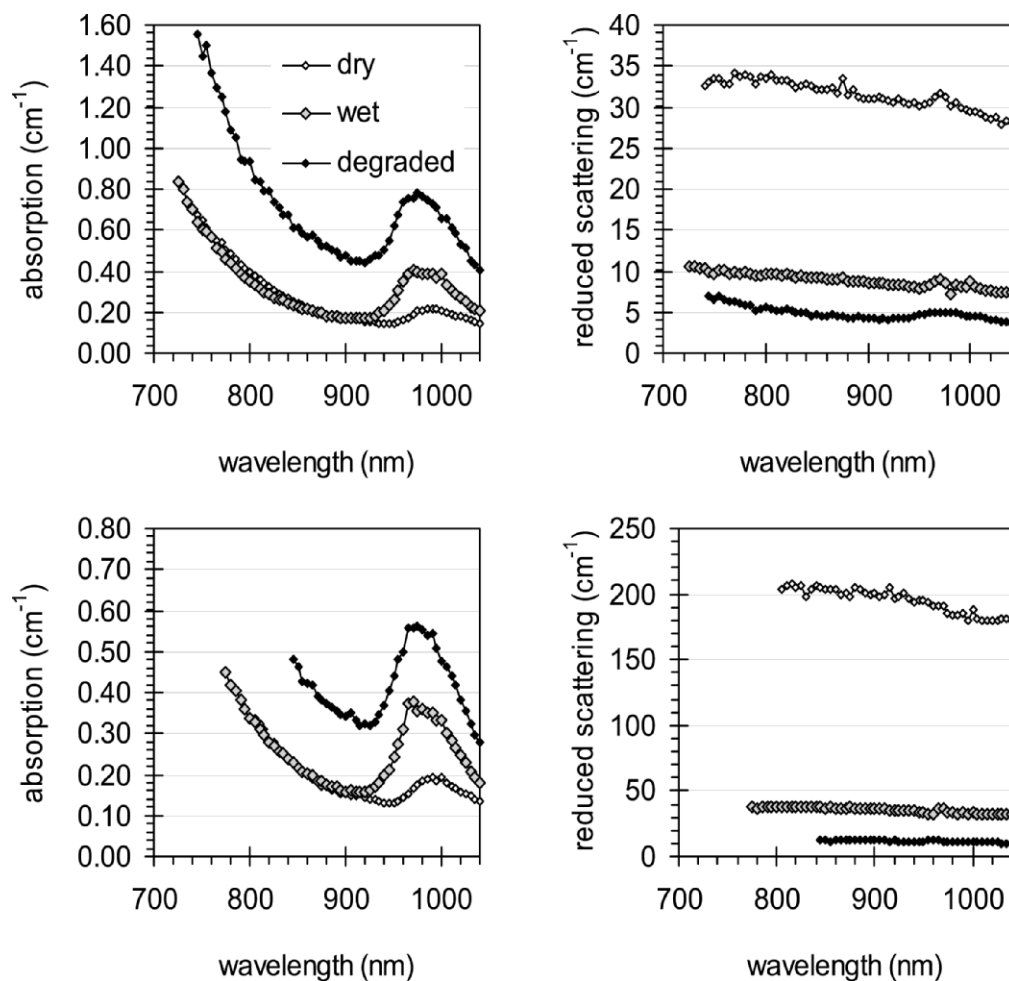 absorption (cm⁻¹)
1.60
1.40
1.20
1.00
0.80
0.60
0.40
0.20
0.00
dry
wet
degraded
700 800 900 1000
wavelength (nm)
reduced scattering (cm⁻¹)
40
35
30
25
20
15
10
5
0
700 800 900 1000
wavelength (nm)
absorption (cm⁻¹)
0.80
0.70
0.60
0.50
0.40
0.30
0.20
0.10
0.00
700 800 900 1000
wavelength (nm)
reduced scattering (cm⁻¹)
250
200
150
100
50
0
700 800 900 1000
wavelength (nm)